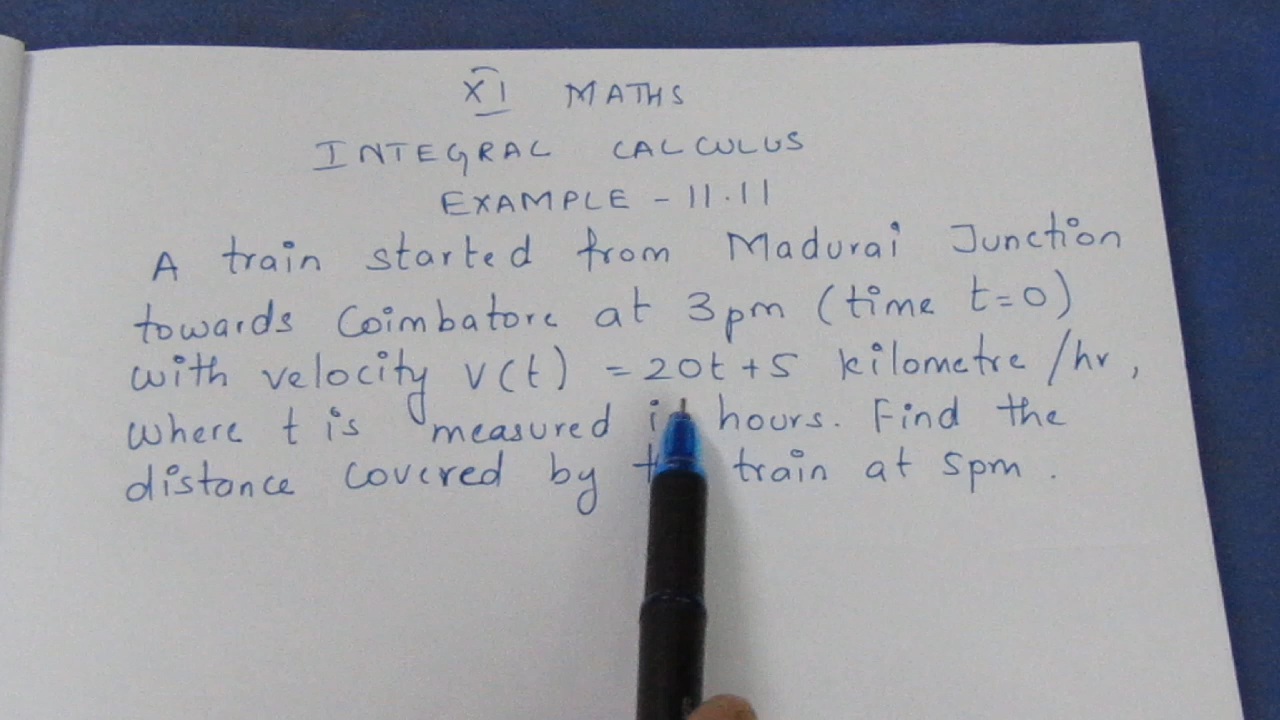 XI MATHS
INTEGRAL CALCULUS
EXAMPLE - 11.11
A train started from Madurai Junction
towards Coimbatore at 3pm (time t=0)
with velocity v(t) = 20t+5 kilometre /hr,
where t is measured hours. Find the
distance covered by train at 5pm.